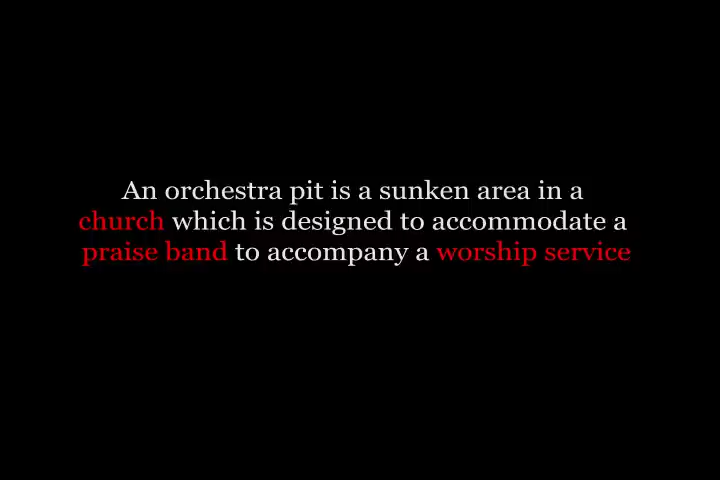 An orchestra pit is a sunken area in a
church which is designed to accommodate a
praise band to accompany a worship service